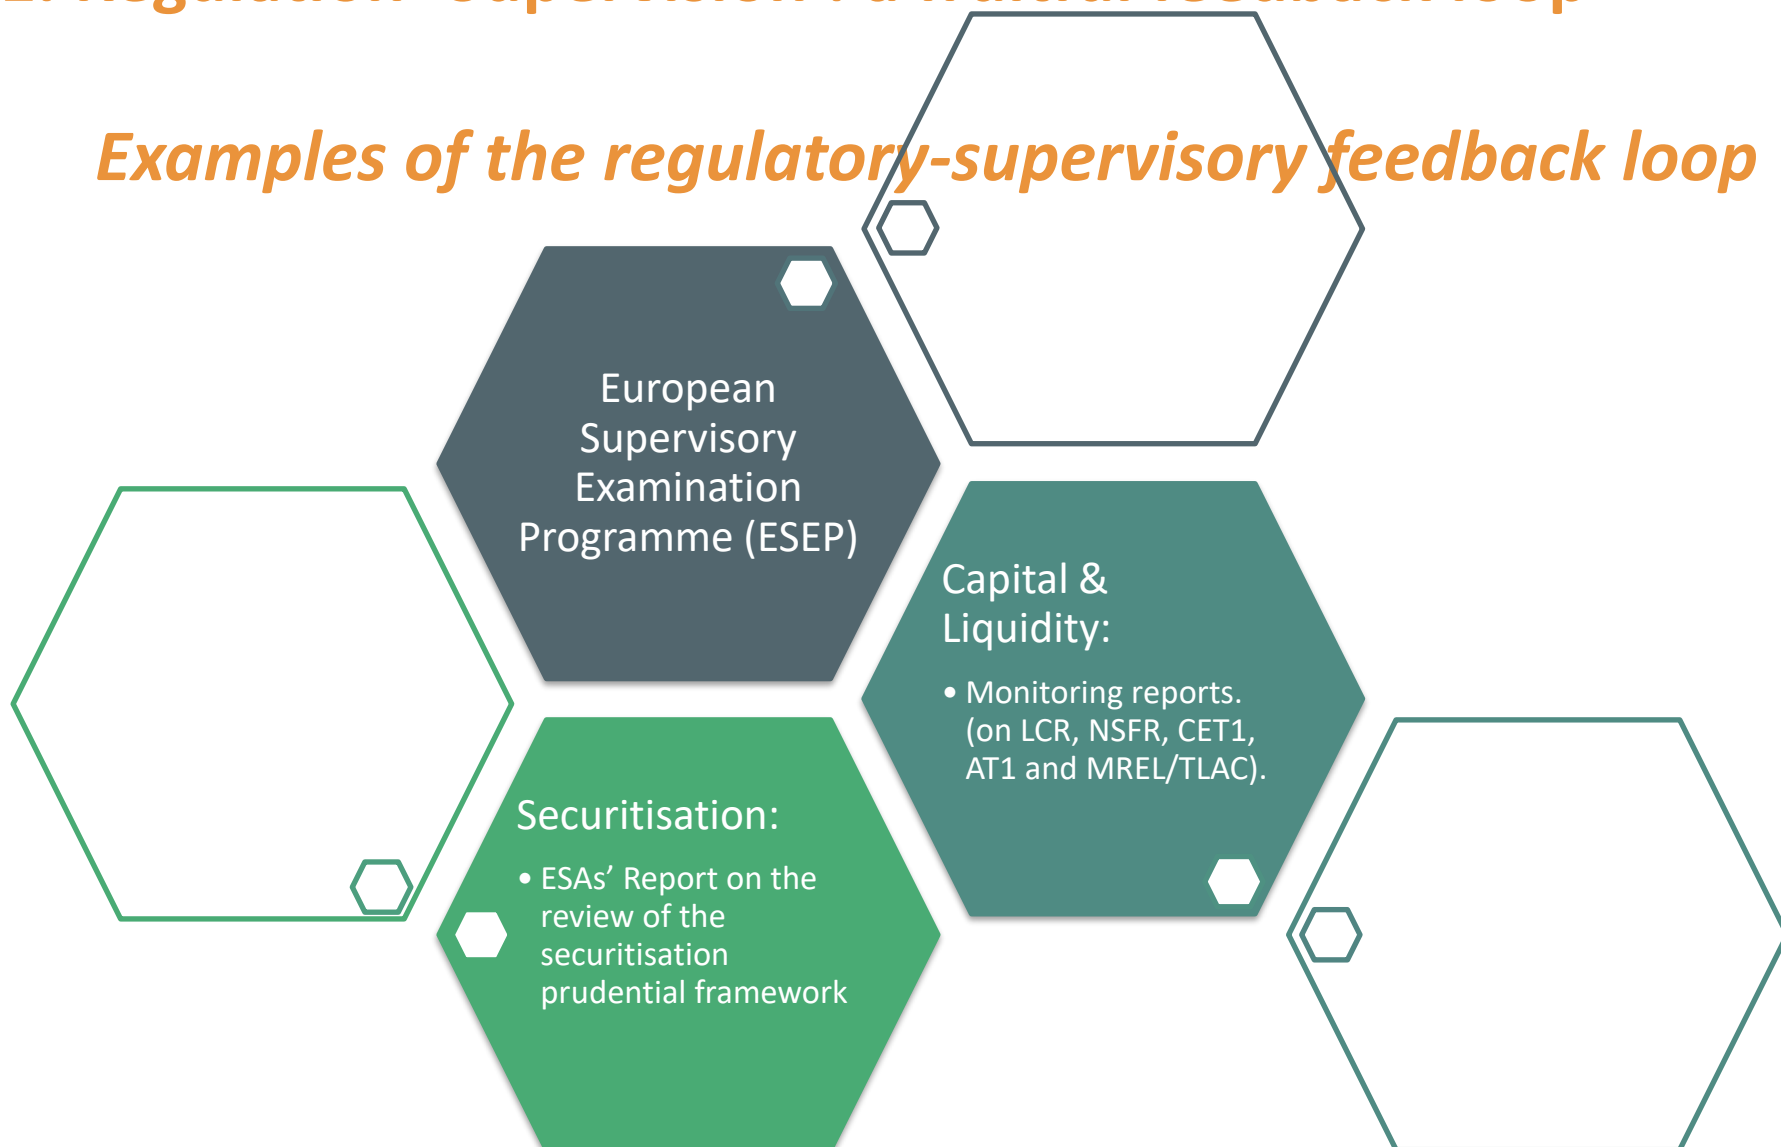 Examples of the regulatory-supervisory feedback loop
European
Supervisory
Examination
Programme (ESEP)
Capital &
Liquidity:
• Monitoring reports.
(on LCR, NSFR, CET1,
AT1 and MREL/TLAC).
Securitisation:
• ESAs’ Report on the
review of the
securitisation
prudential framework